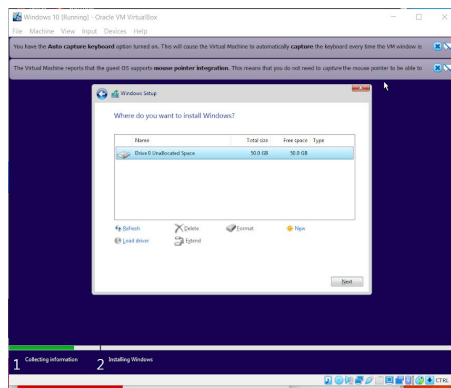 Windows 10 [Running] - Oracle VM VirtualBox
File Machine View Input Devices Help
You have the Auto capture keyboard option turned on. This will cause the Virtual Machine to automatically capture the keyboard every time the VM window is
The Virtual Machine reports that the guest OS supports mouse pointer integration. This means that you do not need to capture the mouse pointer to be able to
Windows Setup
Where do you want to install Windows?
Name Total size Free space Type
Drive 0 Unallocated Space 50.0 GB 50.0 GB
Refresh Delete Format New
Load driver Extend
Next
1 Collecting information 2 Installing Windows
CTRL